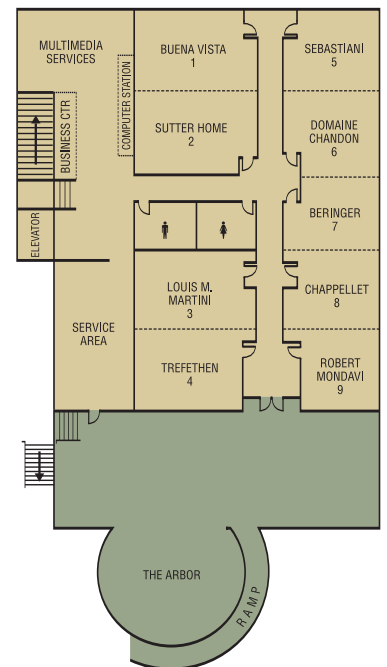 MULTIMEDIA
SERVICES
BUENA VISTA
1
SEBASTIANI
5
COMPUTER STATION
BUSINESS CTR
SUTTER HOME
2
DOMAINE
CHANDON
6
ELEVATOR
BERINGER
7
LOUIS M.
MARTINI
3
CHAPPELLET
8
SERVICE
AREA
TREFETHEN
4
ROBERT
MONDAVI
9
THE ARBOR
RAMP